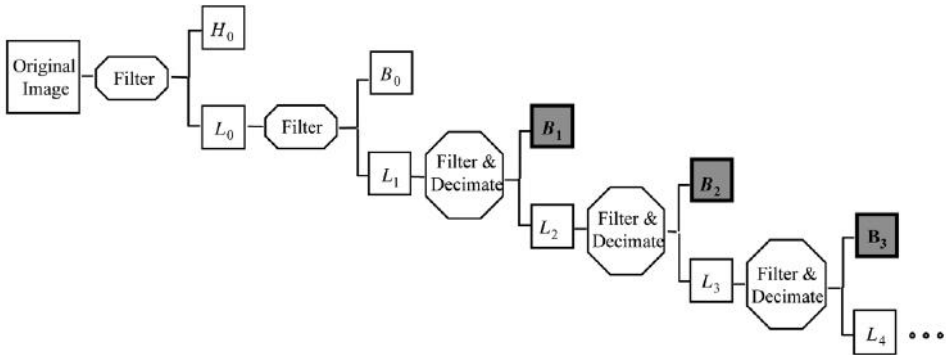 Original
Image
Filter
H₀
L₀
Filter
B₀
L₁
Filter &
Decimate
B₁
L₂
Filter &
Decimate
B₂
L₃
Filter &
Decimate
B₃
L₄